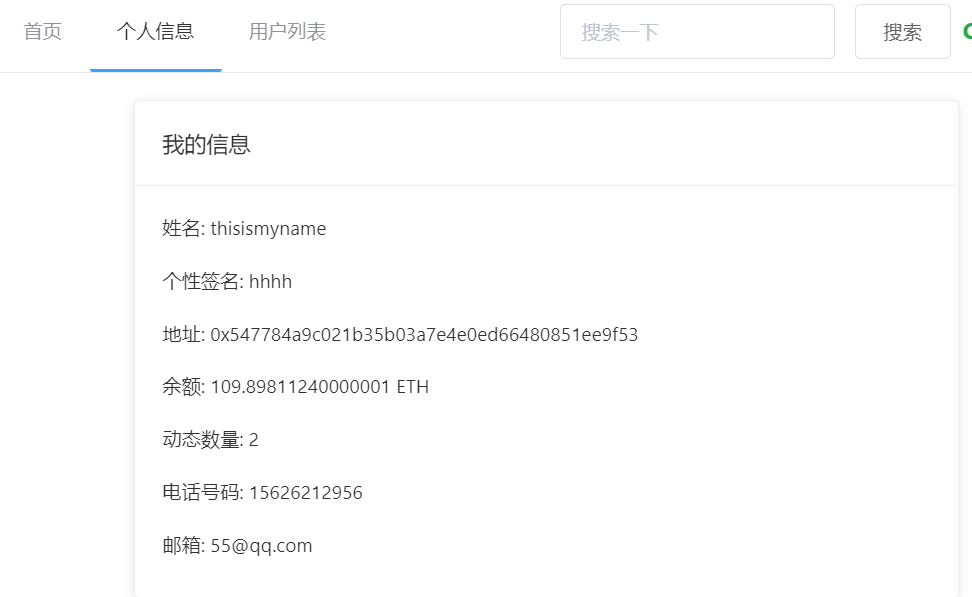 首页 个人信息 用户列表 搜索一下 搜索
我的信息
姓名: thisismyname
个性签名: hhhh
地址: 0x547784a9c021b35b03a7e4e0ed66480851ee9f53
余额: 109.89811240000001 ETH
动态数量: 2
电话号码: 15626212956
邮箱: 55@qq.com